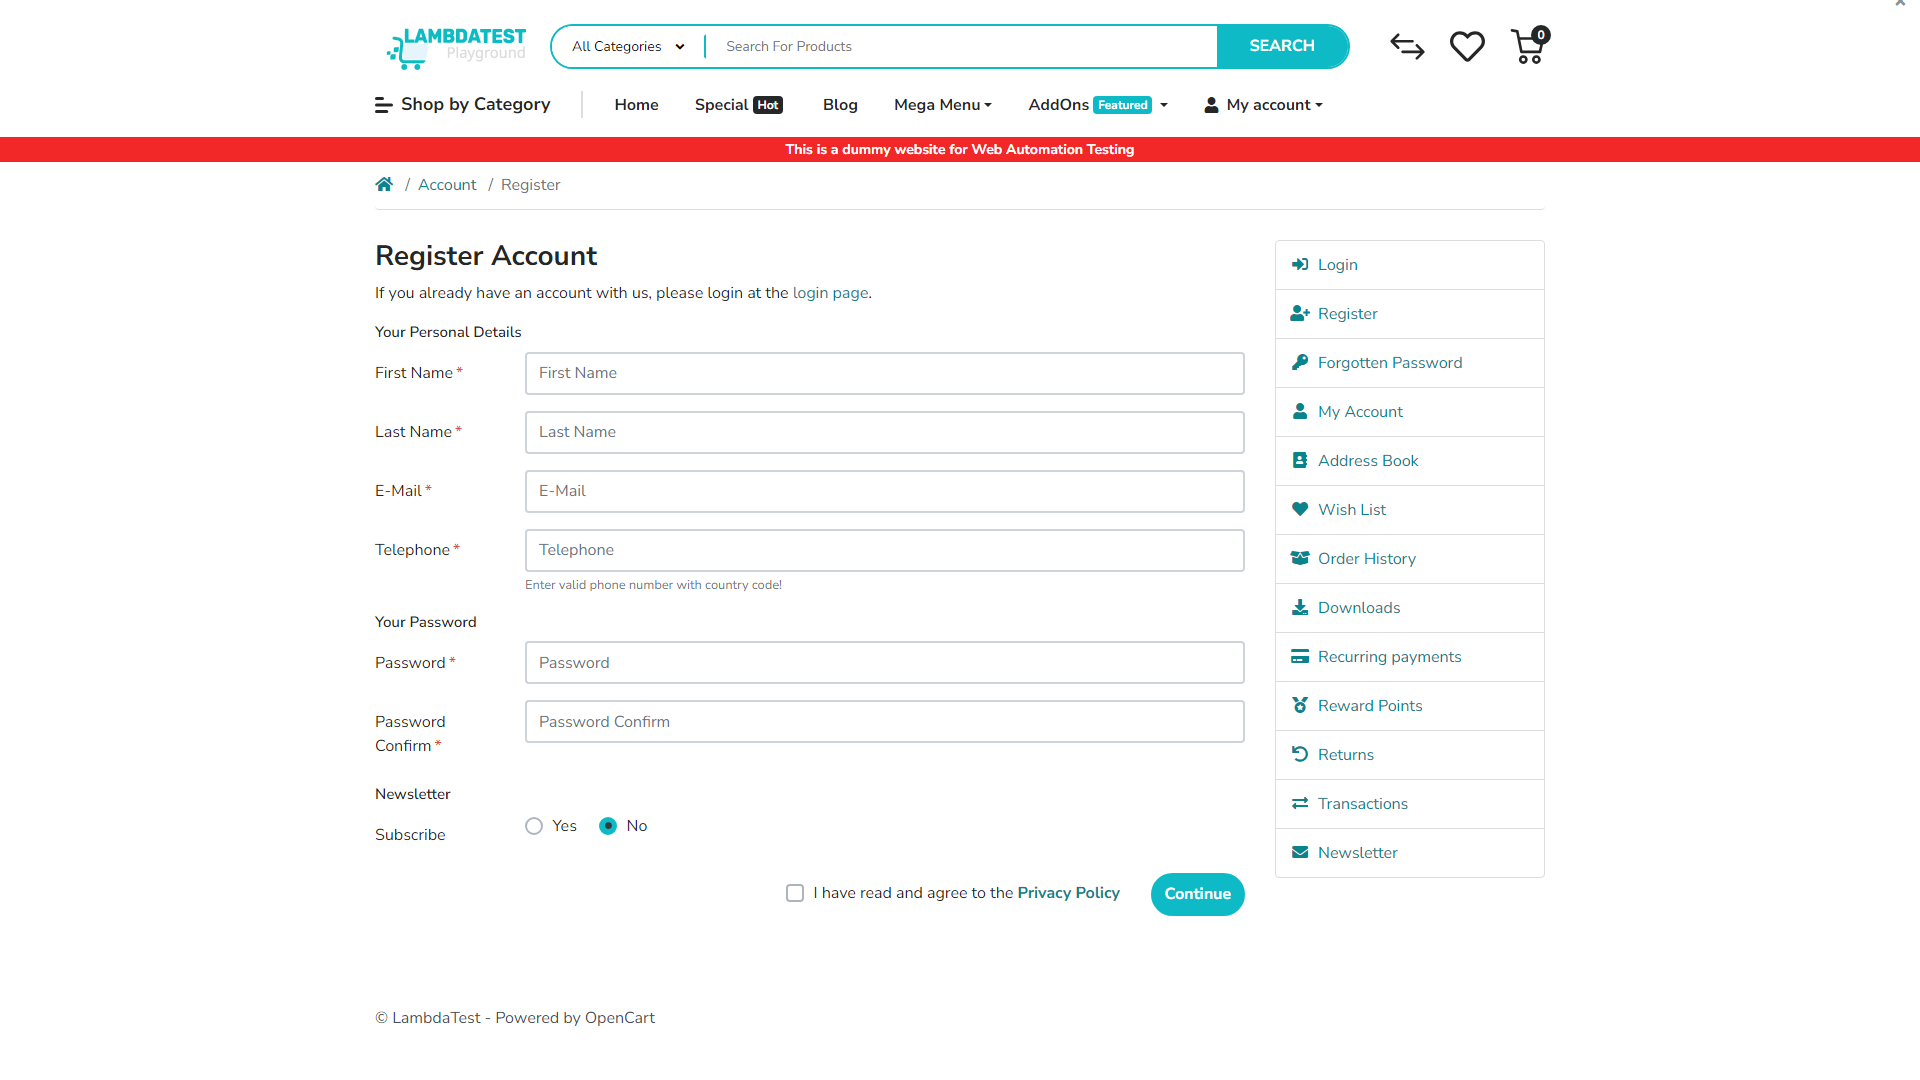 LAMBDATEST
Playground
All Categories
Search For Products
SEARCH
0
Shop by Category
Home
Special Hot
Blog
Mega Menu
AddOns Featured
My account
This is a dummy website for Web Automation Testing
/ Account / Register
Register Account
If you already have an account with us, please login at the login page.
Your Personal Details
First Name *
First Name
Last Name *
Last Name
E-Mail *
E-Mail
Telephone *
Telephone
Enter valid phone number with country code!
Your Password
Password *
Password
Password
Confirm *
Password Confirm
Newsletter
Subscribe
Yes
No
I have read and agree to the Privacy Policy
Continue
Login
Register
Forgotten Password
My Account
Address Book
Wish List
Order History
Downloads
Recurring payments
Reward Points
Returns
Transactions
Newsletter
© LambdaTest - Powered by OpenCart